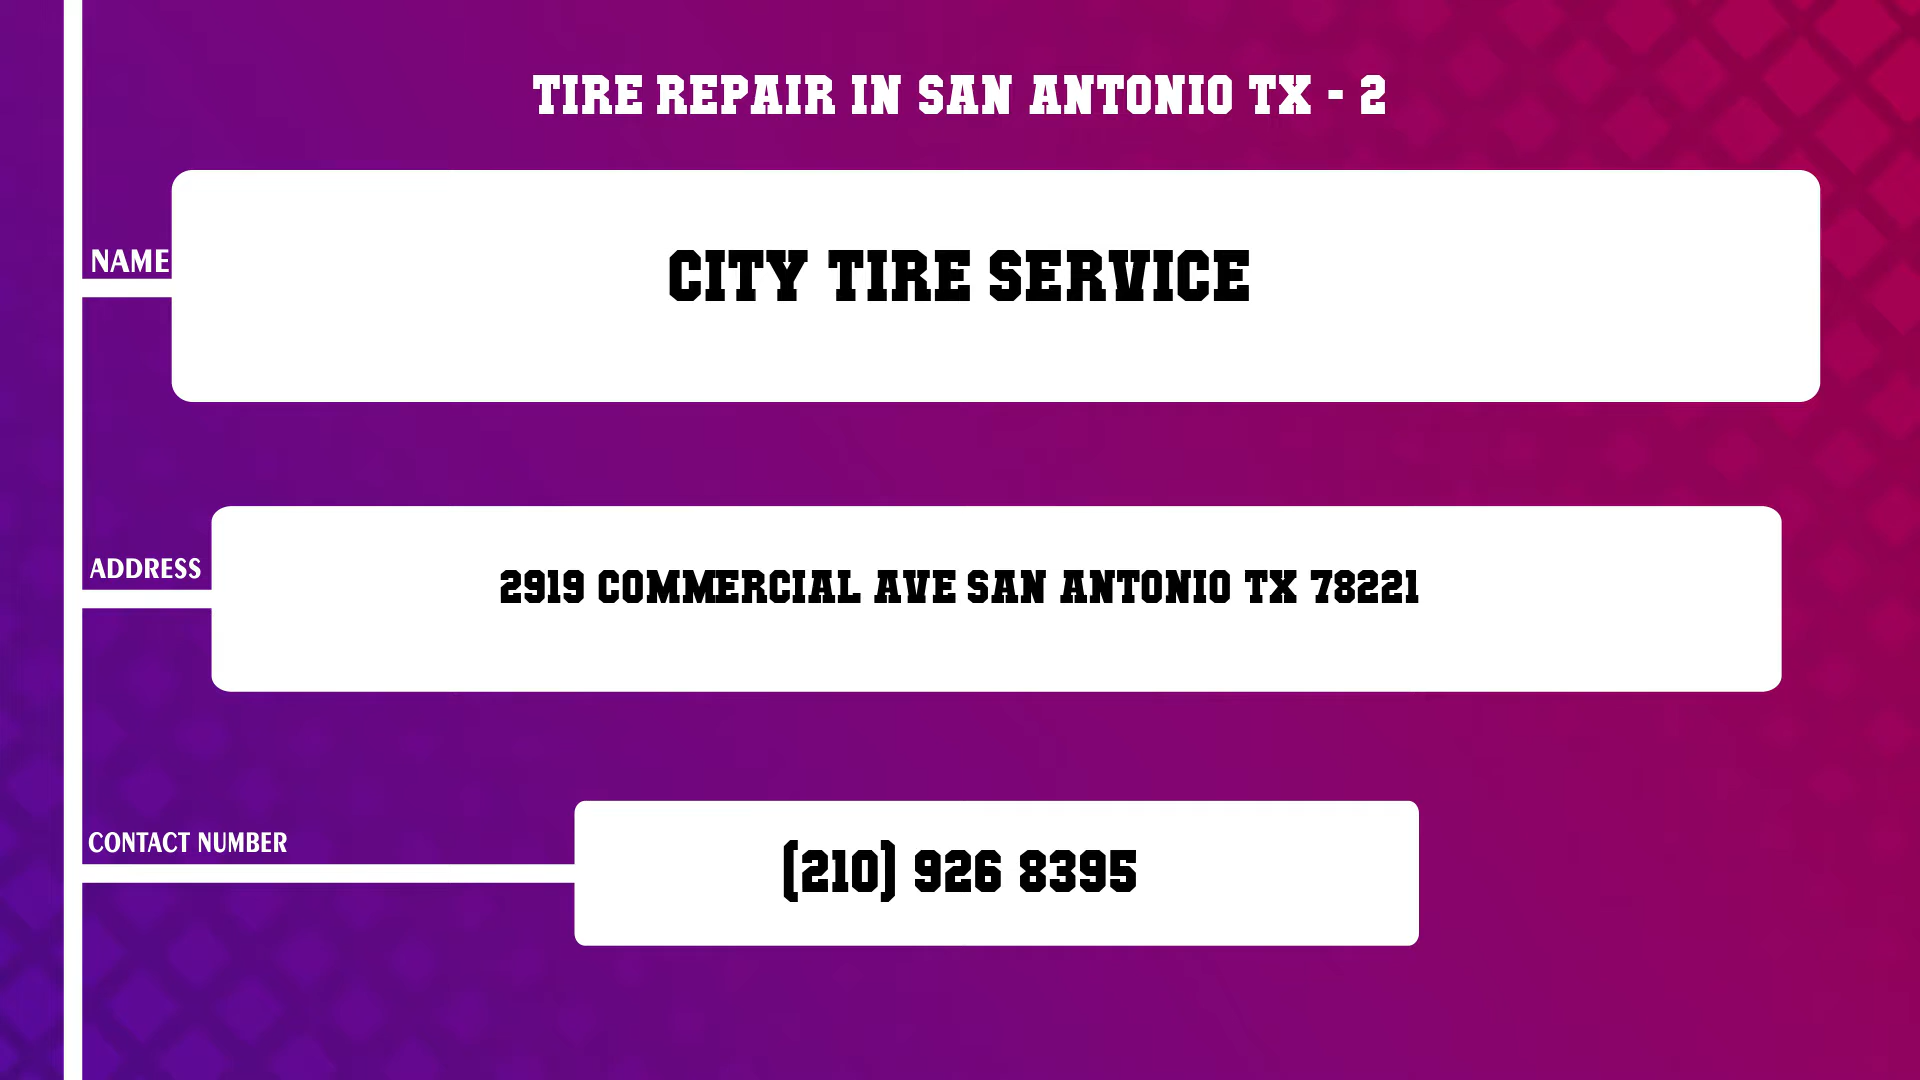 TIRE REPAIR IN SAN ANTONIO TX - 2
NAME
CITY TIRE SERVICE
ADDRESS
2919 COMMERCIAL AVE SAN ANTONIO TX 78221
CONTACT NUMBER
(210) 926 8395